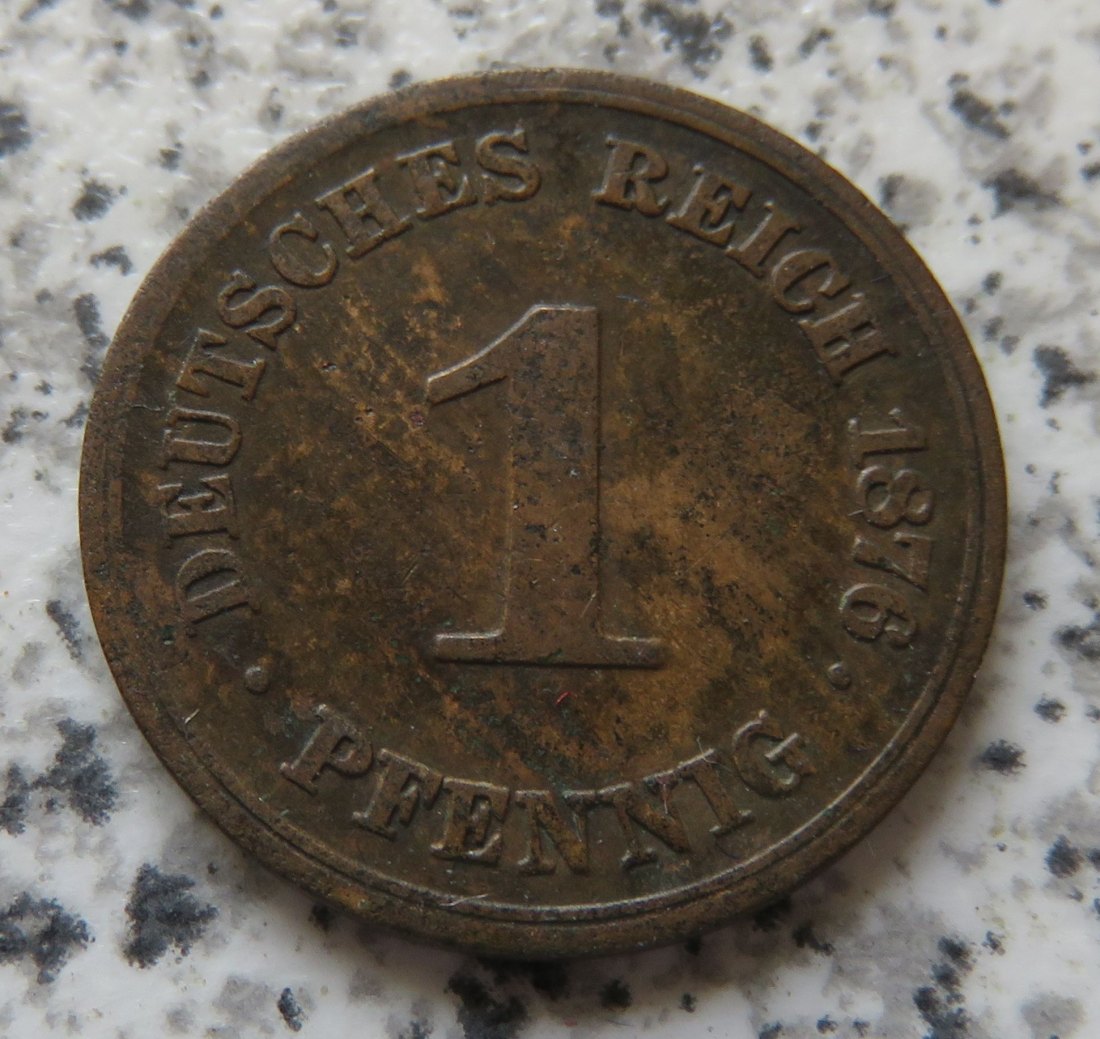 · DEUTSCHES REICH 1876 ·
1
PFENNIG